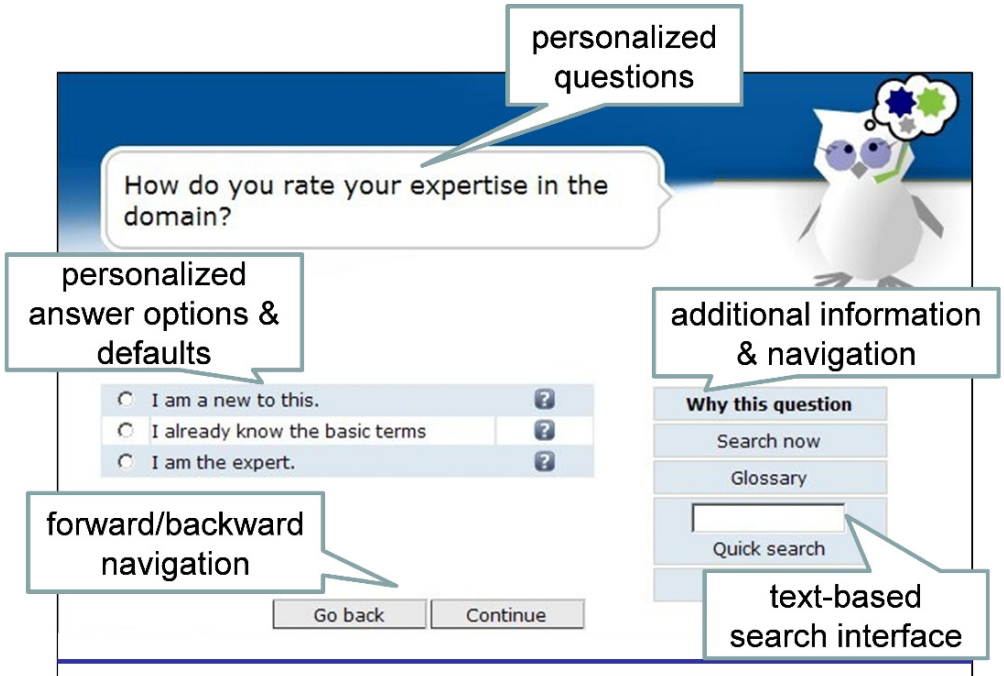 personalized
questions
How do you rate your expertise in the
domain?
personalized
answer options &
defaults
additional information
& navigation
I am a new to this.
?
I already know the basic terms
?
I am the expert.
?
Why this question
Search now
Glossary
Quick search
forward/backward
navigation
text-based
search interface
Go back
Continue